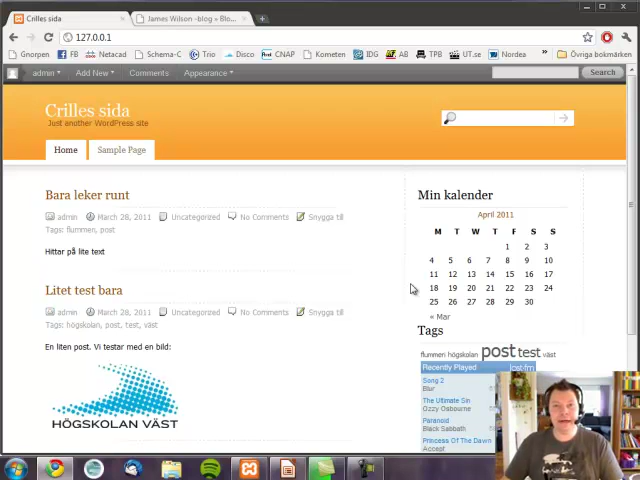 Crilles sida
James Wilson -blog « Blo...
127.0.0.1
Gnorpen
FB
Netacad
Schema-C
Trio
Disco
CNAP
Kometen
IDG
AB
TPB
UT.se
Nordea
»
Övriga bokmärken
admin
Add New
Comments
Appearance
Search
Crilles sida
Just another WordPress site
Home
Sample Page
Bara leker runt
admin March 28, 2011 Uncategorized No Comments Snygga till
Tags: flummen, post
Hittar på lite text
Litet test bara
admin March 28, 2011 Uncategorized No Comments Snygga till
Tags: högskolan, post, test, väst
En liten post. Vi testar med en bild:
HÖGSKOLAN VÄST
Min kalender
April 2011
M T W T F S S
1 2 3
4 5 6 7 8 9 10
11 12 13 14 15 16 17
18 19 20 21 22 23 24
25 26 27 28 29 30
« Mar
Tags
flummen högskolan post test väst
Recently Played last.fm
Song 2
Blur
The Ultimate Sin
Ozzy Osbourne
Paranoid
Black Sabbath
Princess Of The Dawn
Accept